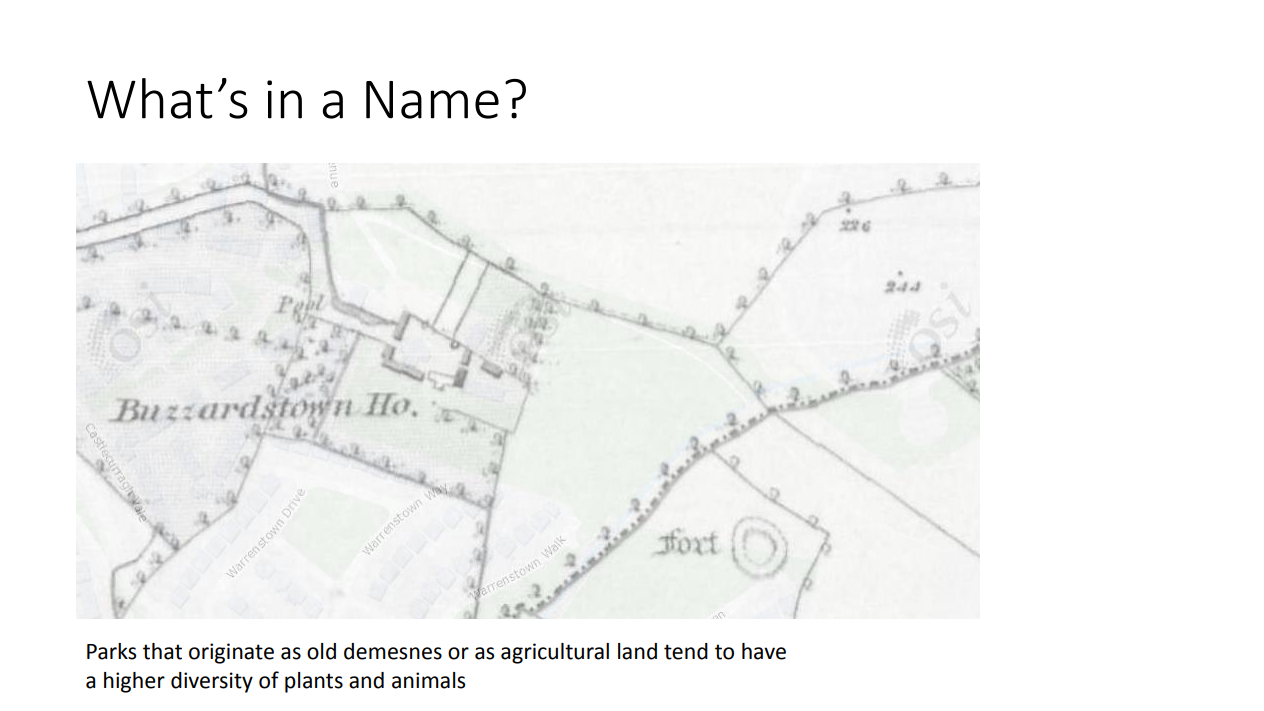 What's in a Name?
226
244
Pool
osi
osi
Buzzardstown Ho.
Castlecurragh Vale
Warrenstown Drive
Warrenstown Way
Warrenstown Walk
Fort
Parks that originate as old demesnes or as agricultural land tend to have
a higher diversity of plants and animals